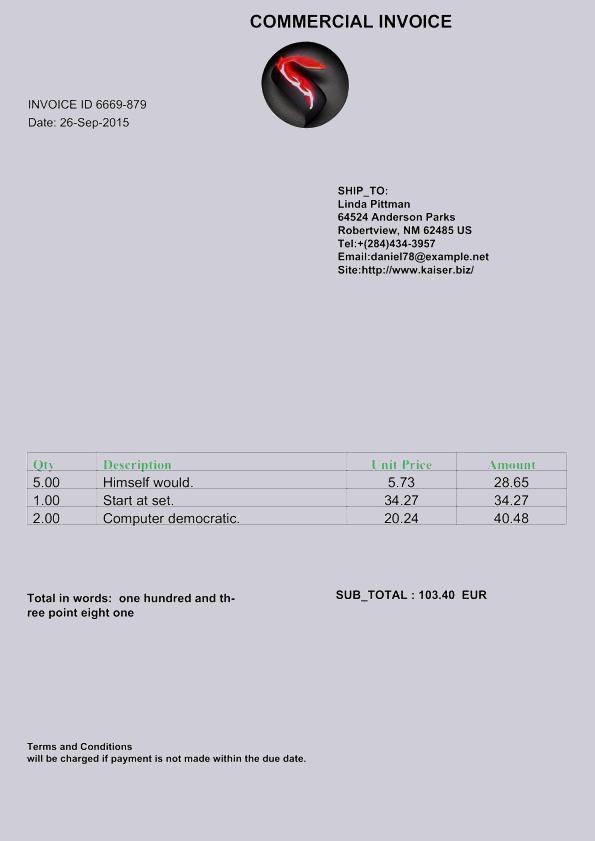 COMMERCIAL INVOICE
INVOICE ID 6669-879
Date: 26-Sep-2015
SHIP_TO:
Linda Pittman
64524 Anderson Parks
Robertview, NM 62485 US
Tel:+(284)434-3957
Email:daniel78@example.net
Site:http://www.kaiser.biz/
Qty Description Unit Price Amount
5.00 Himself would. 5.73 28.65
1.00 Start at set. 34.27 34.27
2.00 Computer democratic. 20.24 40.48
Total in words: one hundred and th-
ree point eight one
SUB_TOTAL : 103.40 EUR
Terms and Conditions
will be charged if payment is not made within the due date.